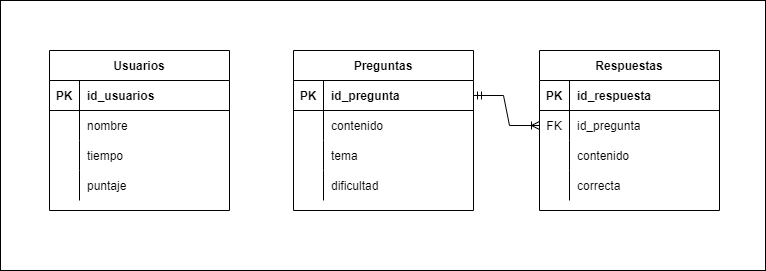 Usuarios
PK id_usuarios
nombre
tiempo
puntaje
Preguntas
PK id_pregunta
contenido
tema
dificultad
Respuestas
PK id_respuesta
FK id_pregunta
contenido
correcta